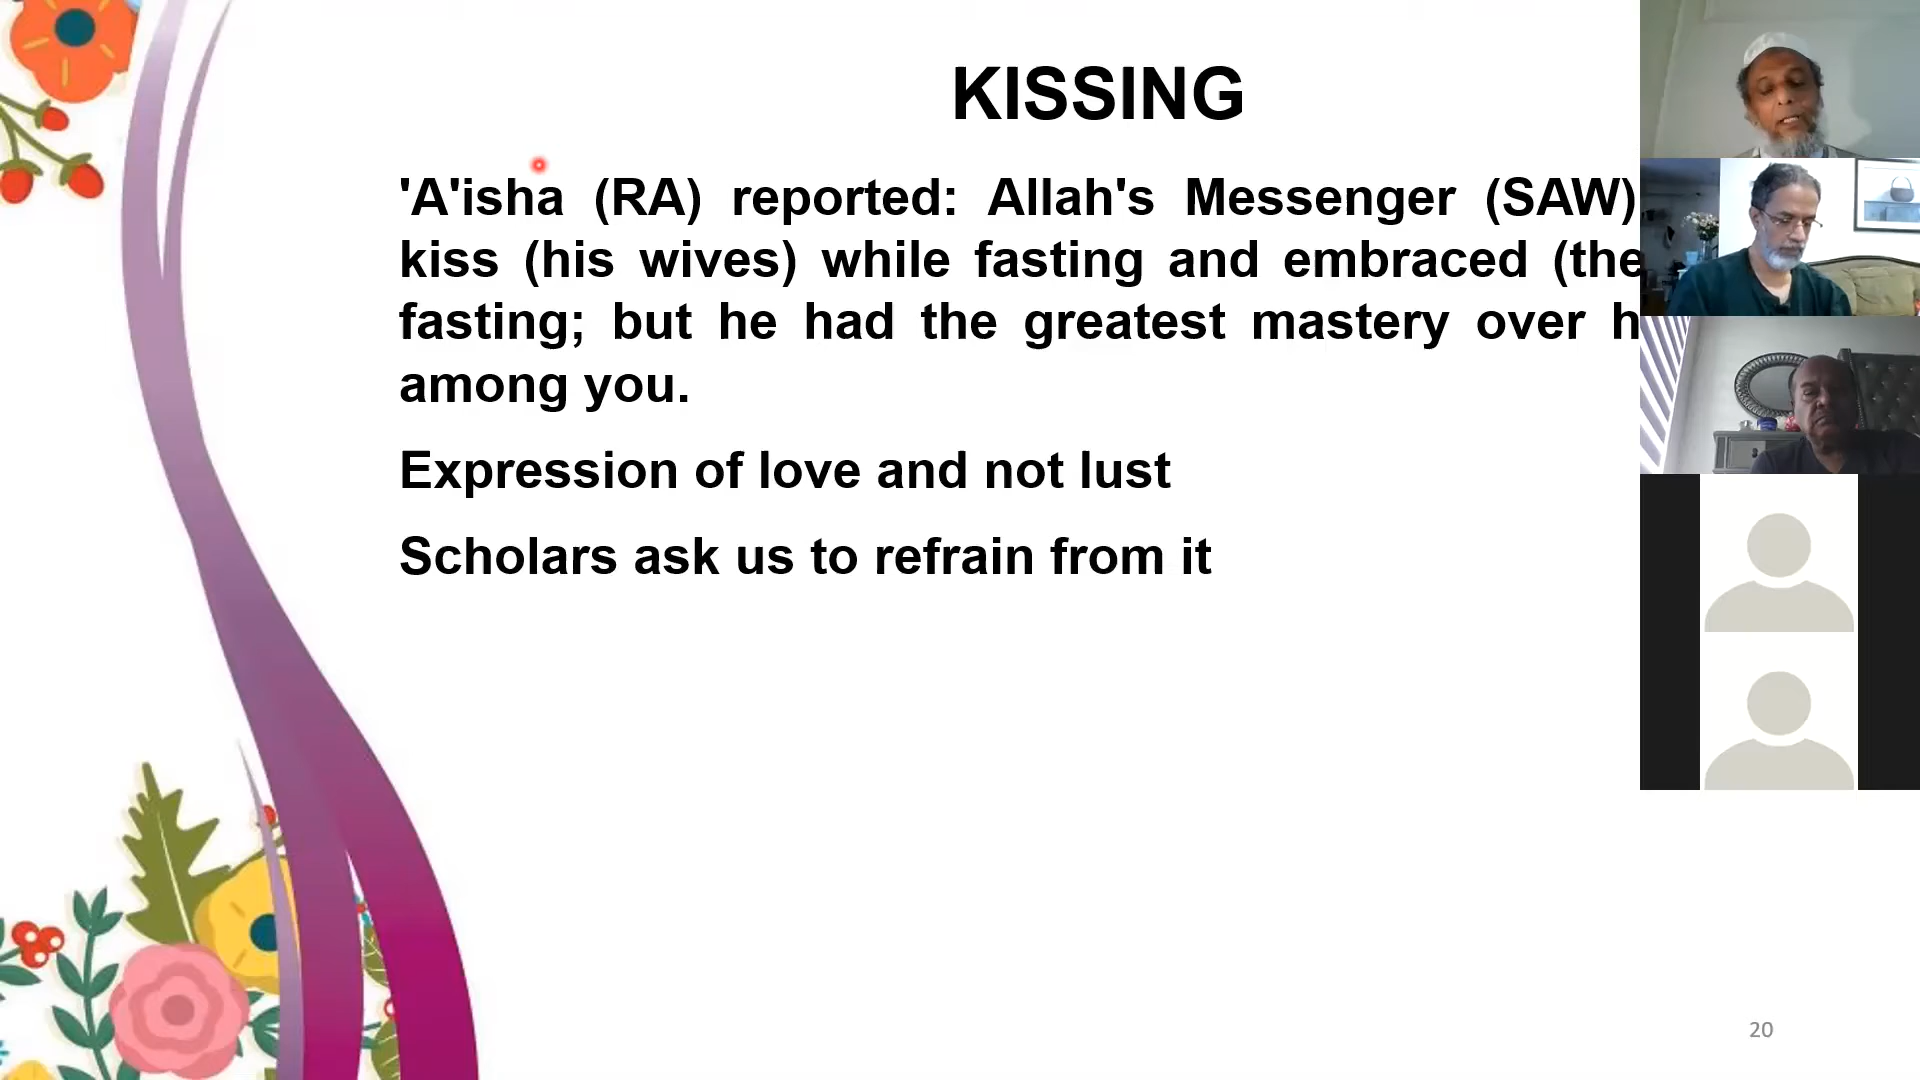 KISSING
'A'isha (RA) reported: Allah's Messenger (SAW)
kiss (his wives) while fasting and embraced (the
fasting; but he had the greatest mastery over h
among you.
Expression of love and not lust
Scholars ask us to refrain from it
20